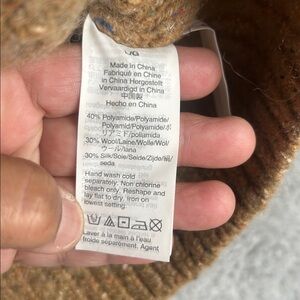 Made in China
Fabriqué en Chine
in China Hergestellt
Vervaardigd in China
中国製
Hecho en China
40% Polyamide/Polyamide/
Polyamid/Polyamide/ポ
リアミド/poliamida
30% Wool/Laine/Wolle/Wol/
ウール/lana
30% Silk/Soie/Seide/Zijde/絹/
seda
Hand wash cold
separately. Non chlorine
bleach only. Reshape and
lay flat to dry. Iron on
lowest setting
Laver à la main à l'eau
froide séparément. Agent